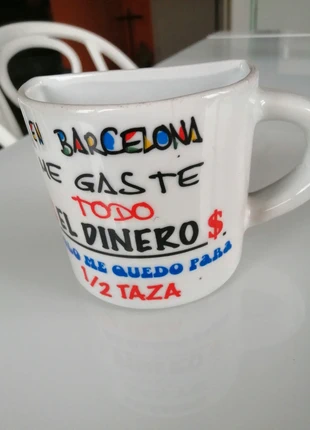 EN BARCELONA
ME GASTE
TODO
EL DINERO $
ME QUEDO PARA
1/2 TAZA